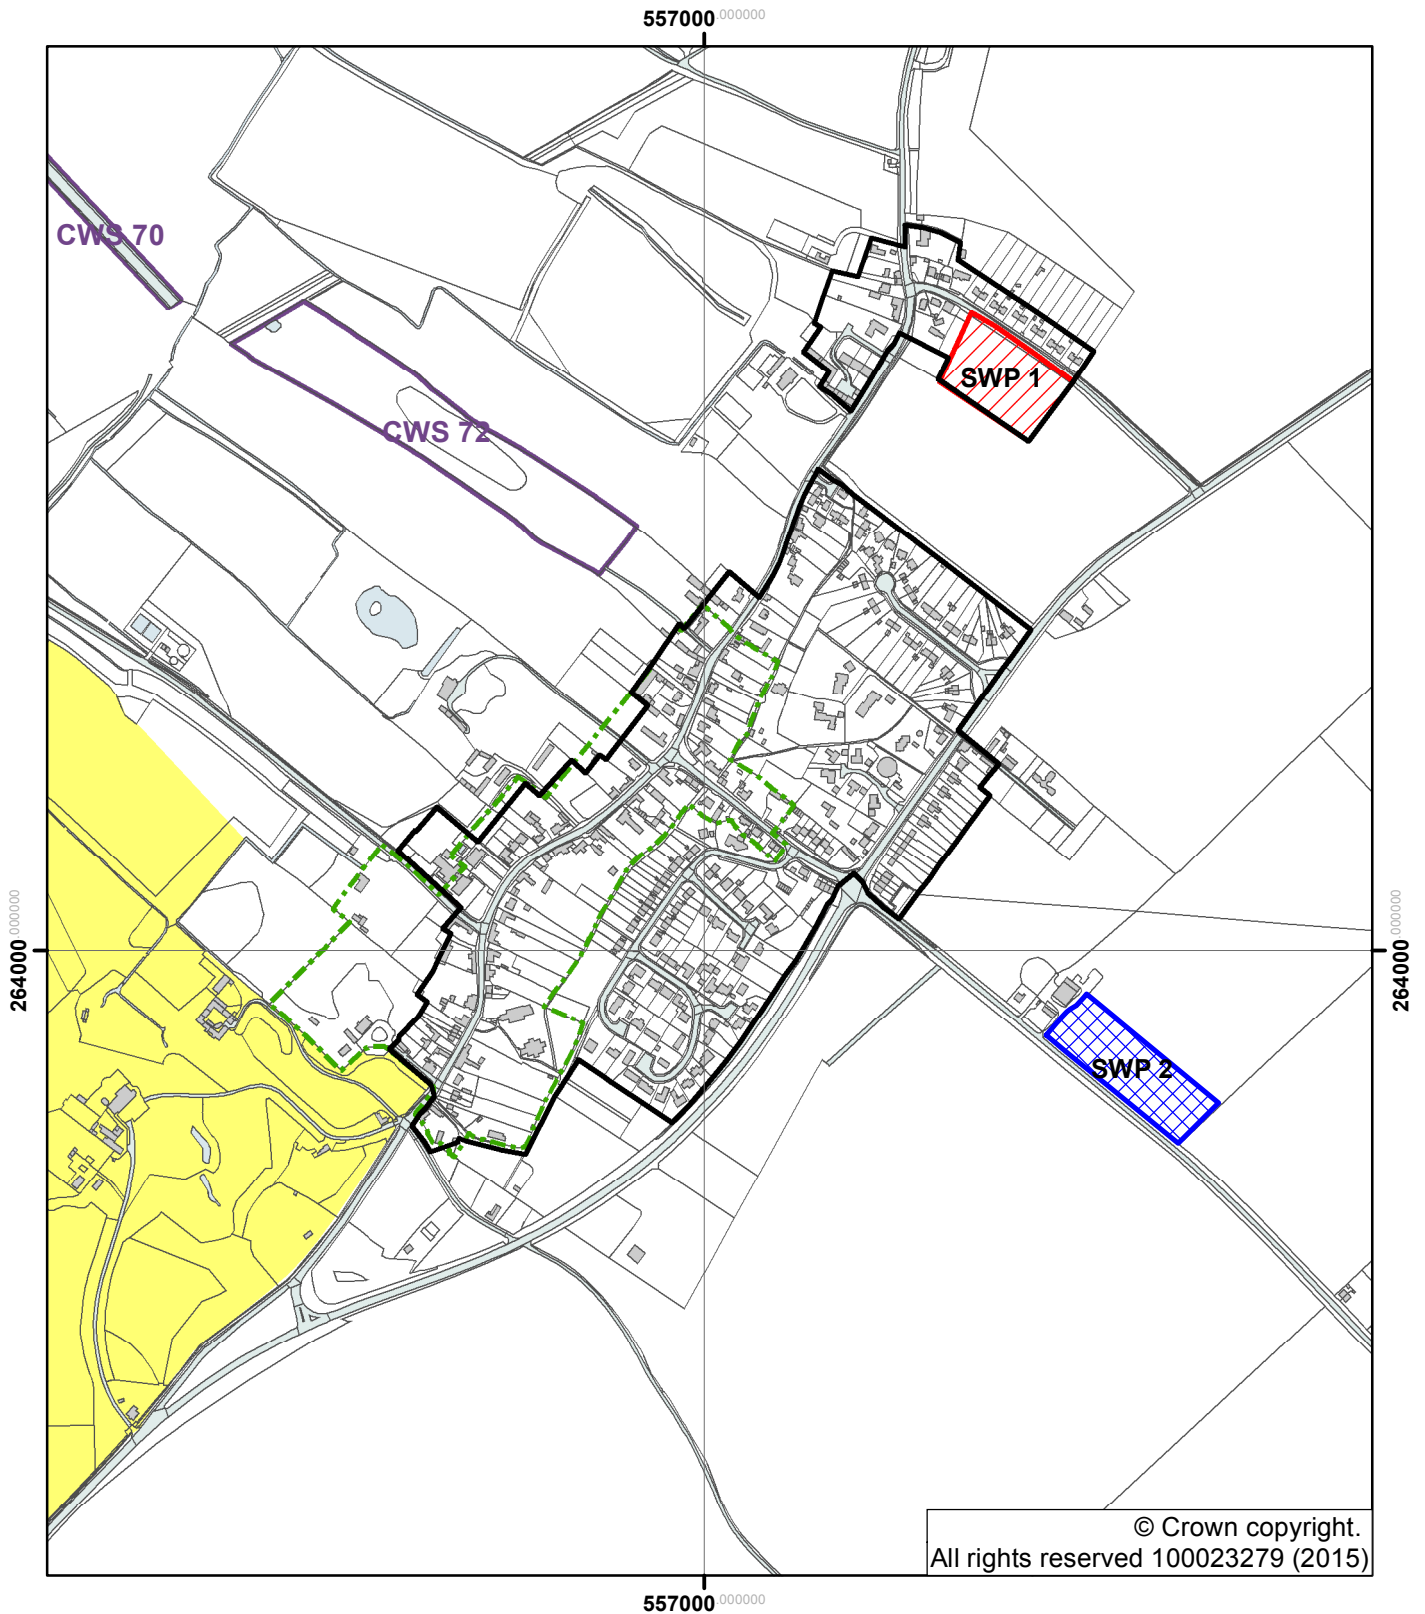 557000.000000
CWS 70
SWP 1
CWS 72
264000.000000
264000.000000
SWP 2
© Crown copyright.
All rights reserved 100023279 (2015)
557000.000000